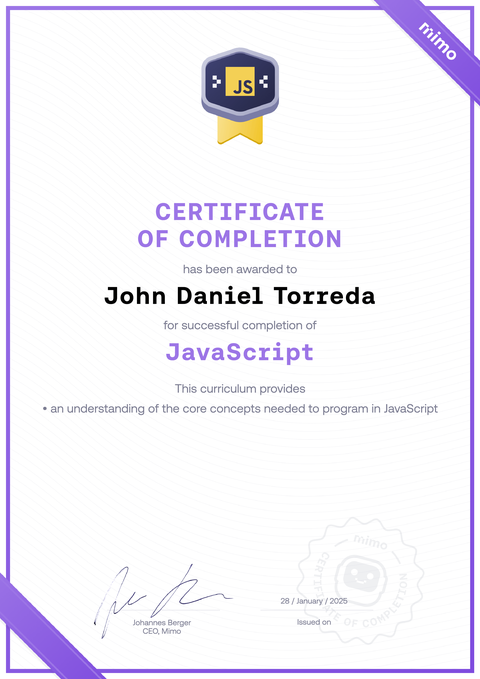 mimo
JS
CERTIFICATE
OF COMPLETION
has been awarded to
John Daniel Torreda
for successful completion of
JavaScript
This curriculum provides
• an understanding of the core concepts needed to program in JavaScript
mimo
CERTIFICATE OF COMPLETION
28 / January / 2025
Johannes Berger
Issued on
CEO, Mimo